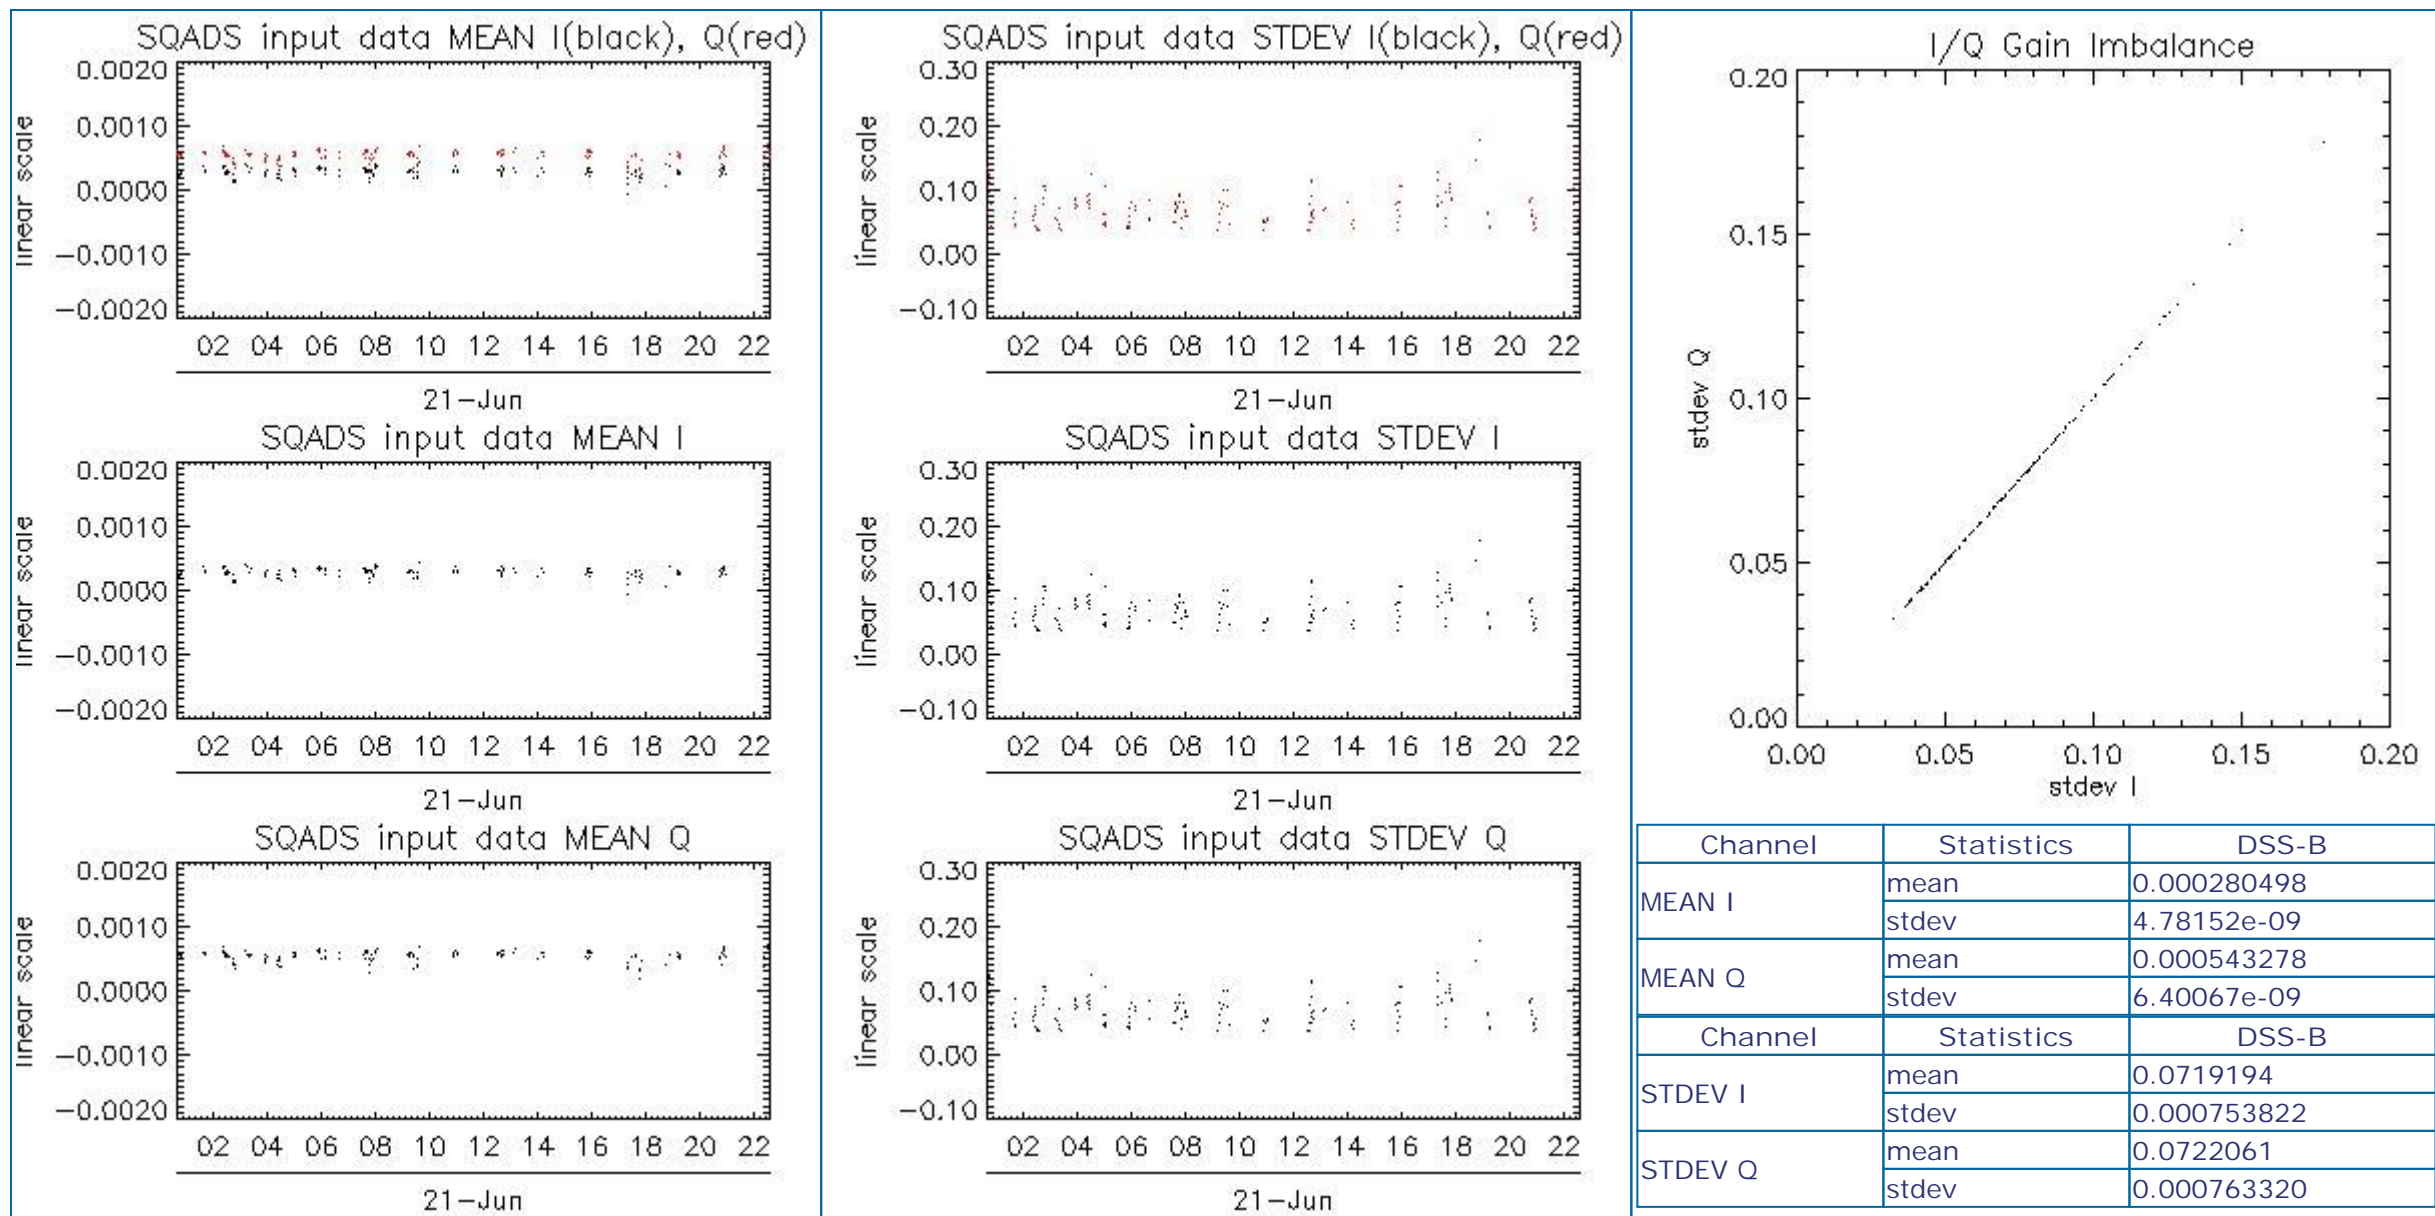 SQADS input data MEAN I(black), Q(red)
linear scale
0.0020
0.0010
0.0000
−0.0010
−0.0020
02 04 06 08 10 12 14 16 18 20 22
21−Jun
SQADS input data MEAN I
linear scale
0.0020
0.0010
0.0000
−0.0010
−0.0020
02 04 06 08 10 12 14 16 18 20 22
21−Jun
SQADS input data MEAN Q
linear scale
0.0020
0.0010
0.0000
−0.0010
−0.0020
02 04 06 08 10 12 14 16 18 20 22
21−Jun
SQADS input data STDEV I(black), Q(red)
linear scale
0.30
0.20
0.10
0.00
−0.10
02 04 06 08 10 12 14 16 18 20 22
21−Jun
SQADS input data STDEV I
linear scale
0.30
0.20
0.10
0.00
−0.10
02 04 06 08 10 12 14 16 18 20 22
21−Jun
SQADS input data STDEV Q
linear scale
0.30
0.20
0.10
0.00
−0.10
02 04 06 08 10 12 14 16 18 20 22
21−Jun
I/Q Gain Imbalance
stdev Q
0.20
0.15
0.10
0.05
0.00
0.00 0.05 0.10 0.15 0.20
stdev I
Channel Statistics DSS-B
MEAN I
mean 0.000280498
stdev 4.78152e-09
MEAN Q
mean 0.000543278
stdev 6.40067e-09
Channel Statistics DSS-B
STDEV I
mean 0.0719194
stdev 0.000753822
STDEV Q
mean 0.0722061
stdev 0.000763320